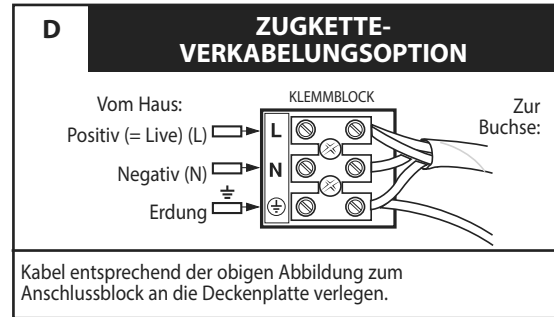 D
ZUGKETTE-
VERKABELUNGSOPTION
KLEMMBLOCK
Vom Haus:
Positiv (= Live) (L)
Negativ (N)
Erdung
L
N
Zur
Buchse:
Kabel entsprechend der obigen Abbildung zum
Anschlussblock an die Deckenplatte verlegen.